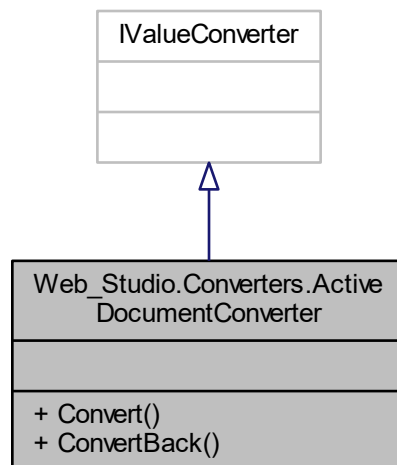 IValueConverter
Web_Studio.Converters.Active
DocumentConverter
+ Convert()
+ ConvertBack()